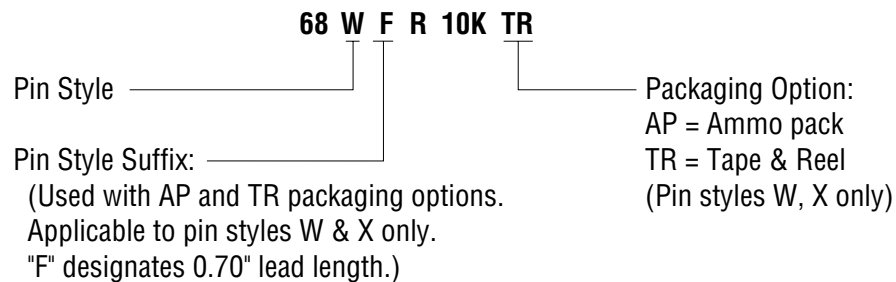 68 W F R 10K TR
Pin Style
Pin Style Suffix:
(Used with AP and TR packaging options.
Applicable to pin styles W & X only.
"F" designates 0.70" lead length.)
Packaging Option:
AP = Ammo pack
TR = Tape & Reel
(Pin styles W, X only)